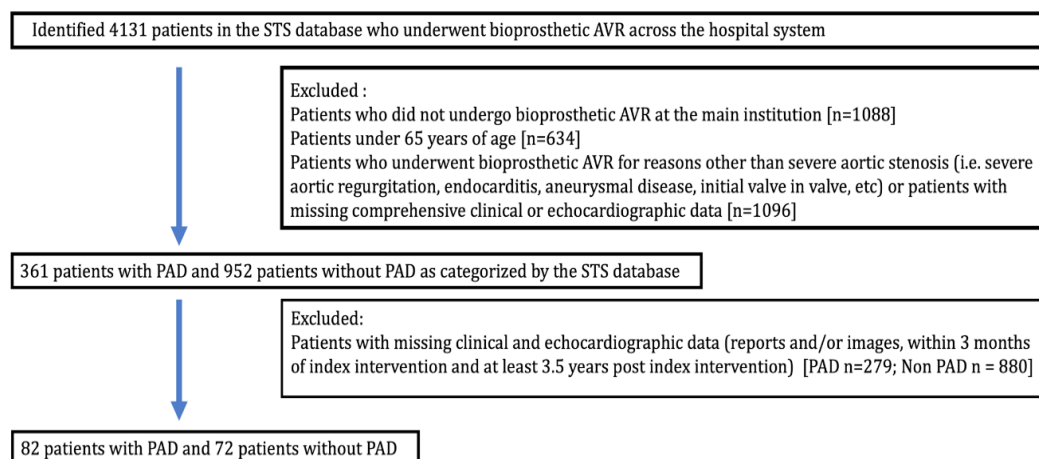 Identified 4131 patients in the STS database who underwent bioprosthetic AVR across the hospital system
Excluded :
Patients who did not undergo bioprosthetic AVR at the main institution [n=1088]
Patients under 65 years of age [n=634]
Patients who underwent bioprosthetic AVR for reasons other than severe aortic stenosis (i.e. severe
aortic regurgitation, endocarditis, aneurysmal disease, initial valve in valve, etc) or patients with
missing comprehensive clinical or echocardiographic data [n=1096]
361 patients with PAD and 952 patients without PAD as categorized by the STS database
Excluded:
Patients with missing clinical and echocardiographic data (reports and/or images, within 3 months
of index intervention and at least 3.5 years post index intervention) [PAD n=279; Non PAD n = 880]
82 patients with PAD and 72 patients without PAD